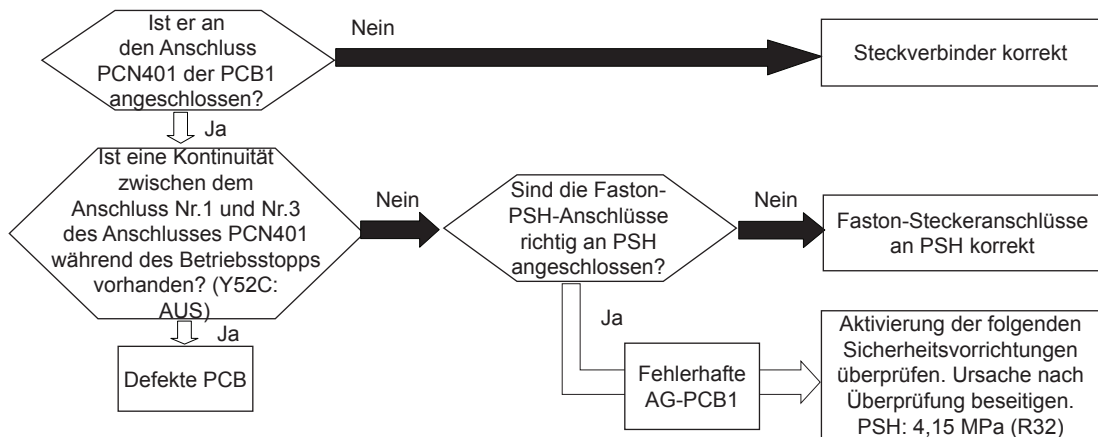 Ist er an
den Anschluss
PCN401 der PCB1
angeschlossen?
Nein
Steckverbinder korrekt
Ja
Ist eine Kontinuität
zwischen dem
Anschluss Nr.1 und Nr.3
des Anschlusses PCN401
während des Betriebsstopps
vorhanden? (Y52C:
AUS)
Nein
Sind die Faston-
PSH-Anschlüsse
richtig an PSH
angeschlossen?
Nein
Faston-Steckeranschlüsse
an PSH korrekt
Ja
Defekte PCB
Ja
Fehlerhafte
AG-PCB1
Aktivierung der folgenden
Sicherheitsvorrichtungen
überprüfen. Ursache nach
Überprüfung beseitigen.
PSH: 4,15 MPa (R32)